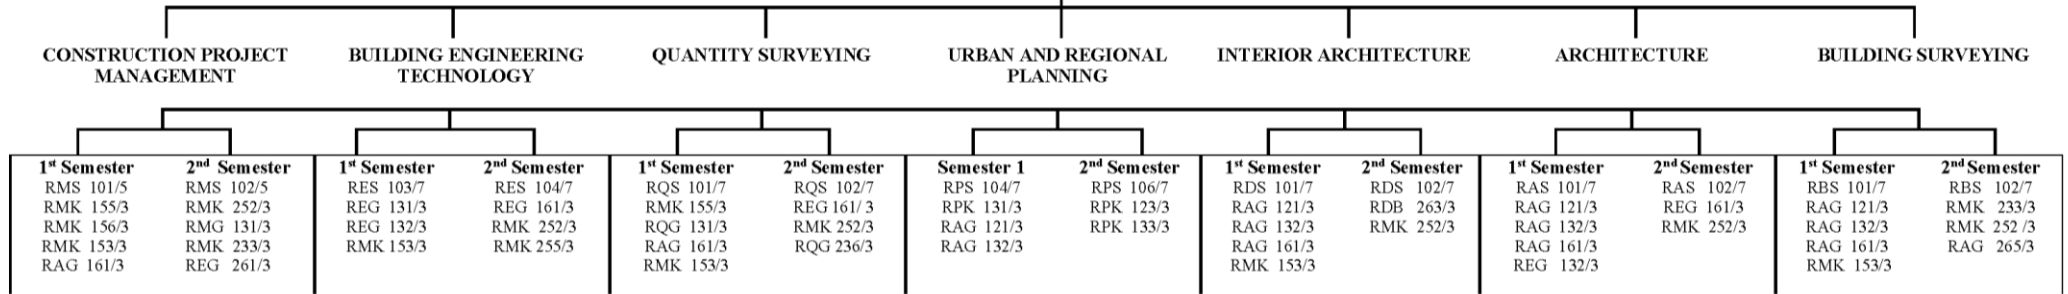 CONSTRUCTION PROJECT
MANAGEMENT
BUILDING ENGINEERING
TECHNOLOGY
QUANTITY SURVEYING
URBAN AND REGIONAL
PLANNING
INTERIOR ARCHITECTURE
ARCHITECTURE
BUILDING SURVEYING
1st Semester
RMS 101/5
RMK 155/3
RMK 156/3
RMK 153/3
RAG 161/3
2nd Semester
RMS 102/5
RMK 252/3
RMG 131/3
RMK 233/3
REG 261/3
1st Semester
RES 103/7
REG 131/3
REG 132/3
RMK 153/3
2nd Semester
RES 104/7
REG 161/3
RMK 252/3
RMK 255/3
1st Semester
RQS 101/7
RMK 155/3
RQG 131/3
RAG 161/3
RMK 153/3
2nd Semester
RQS 102/7
REG 161/ 3
RMK 252/3
RQG 236/3
Semester 1
RPS 104/7
RPK 131/3
RAG 121/3
RAG 132/3
2nd Semester
RPS 106/7
RPK 123/3
RPK 133/3
1st Semester
RDS 101/7
RAG 121/3
RAG 132/3
RAG 161/3
RMK 153/3
2nd Semester
RDS 102/7
RDB 263/3
RMK 252/3
1st Semester
RAS 101/7
RAG 121/3
RAG 132/3
RAG 161/3
REG 132/3
2nd Semester
RAS 102/7
REG 161/3
RMK 252/3
1st Semester
RBS 101/7
RAG 121/3
RAG 132/3
RAG 161/3
RMK 153/3
2nd Semester
RBS 102/7
RMK 233/3
RMK 252 /3
RAG 265/3